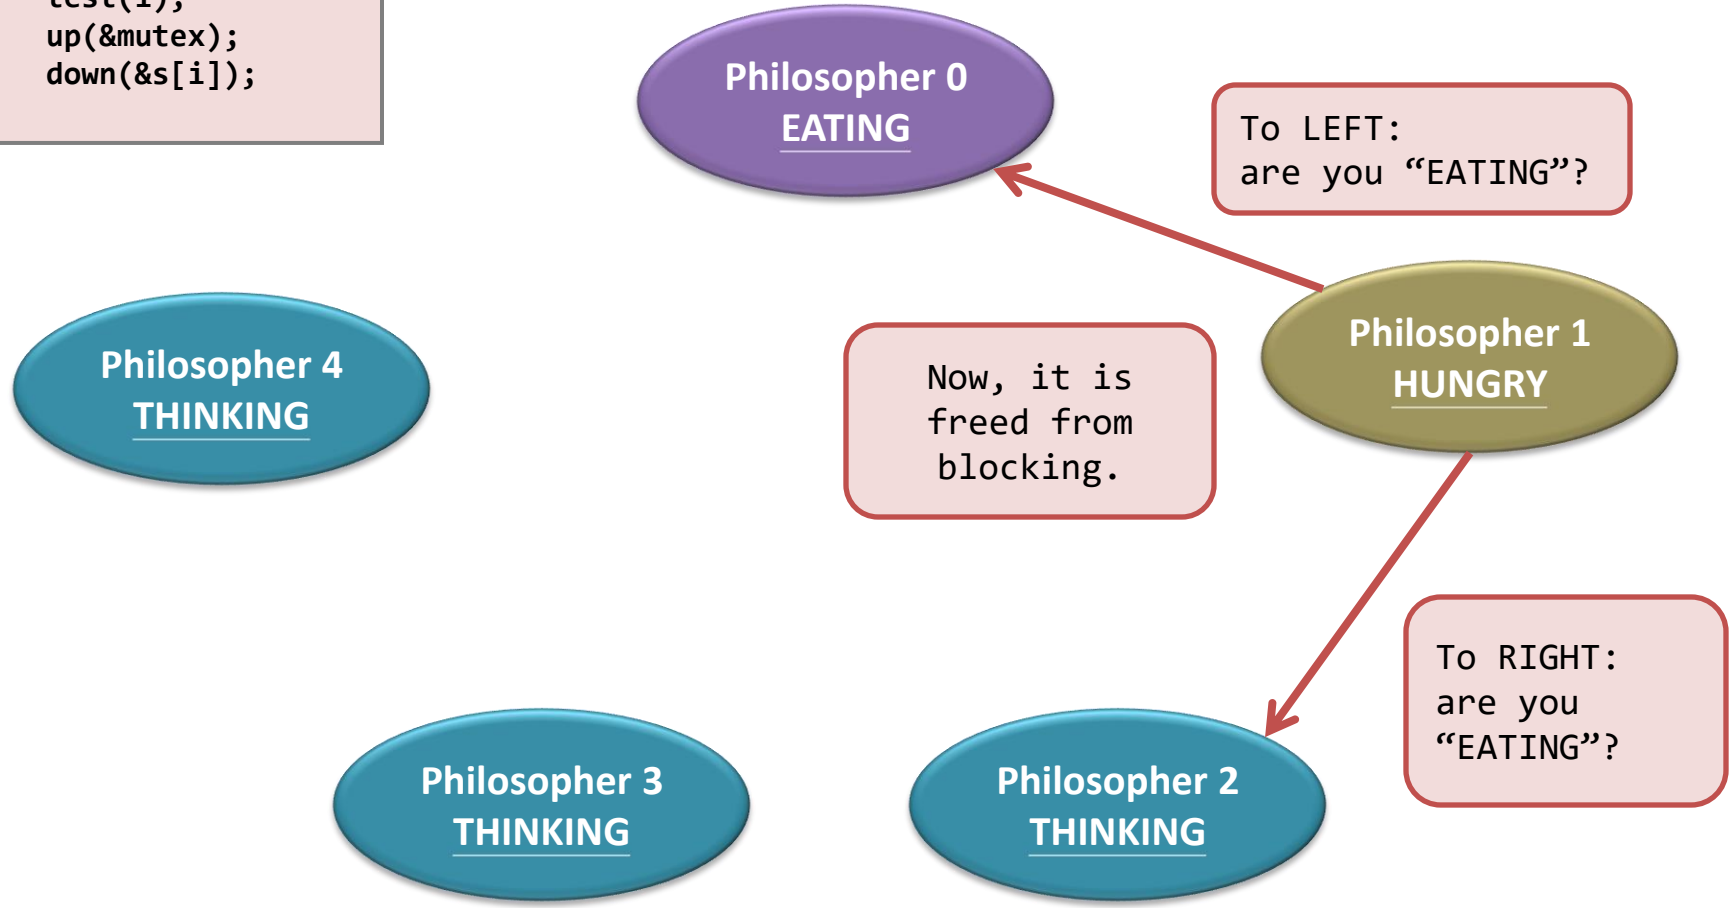 test(i);
up(&mutex);
down(&s[i]);
Philosopher 0
EATING
To LEFT:
are you “EATING”?
Philosopher 1
HUNGRY
Now, it is
freed from
blocking.
Philosopher 4
THINKING
To RIGHT:
are you
“EATING”?
Philosopher 3
THINKING
Philosopher 2
THINKING